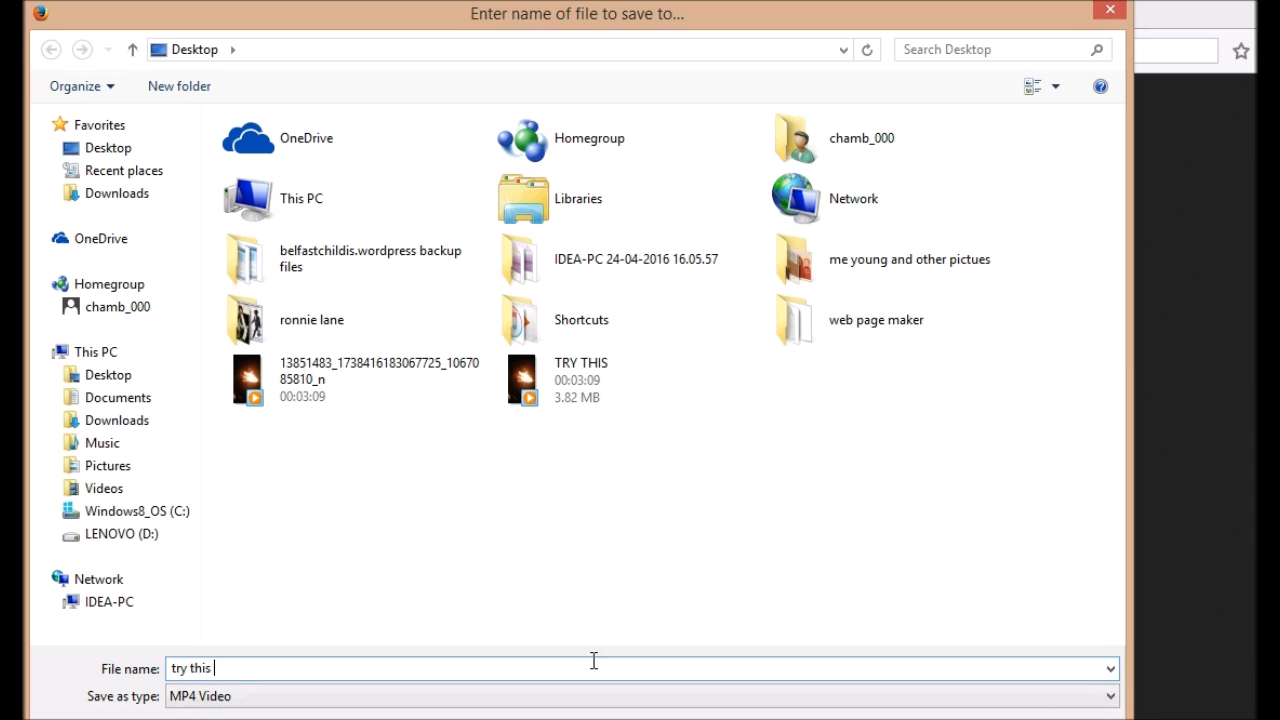 Enter name of file to save to...
Desktop
Search Desktop
Organize
New folder
Favorites
Desktop
Recent places
Downloads
OneDrive
Homegroup
chamb_000
This PC
Desktop
Documents
Downloads
Music
Pictures
Videos
Windows8_OS (C:)
LENOVO (D:)
Network
IDEA-PC
OneDrive
Homegroup
chamb_000
This PC
Libraries
Network
belfastchildis.wordpress backup
files
IDEA-PC 24-04-2016 16.05.57
me young and other pictues
ronnie lane
Shortcuts
web page maker
13851483_1738416183067725_10670
85810_n
00:03:09
TRY THIS
00:03:09
3.82 MB
File name: try this
Save as type: MP4 Video